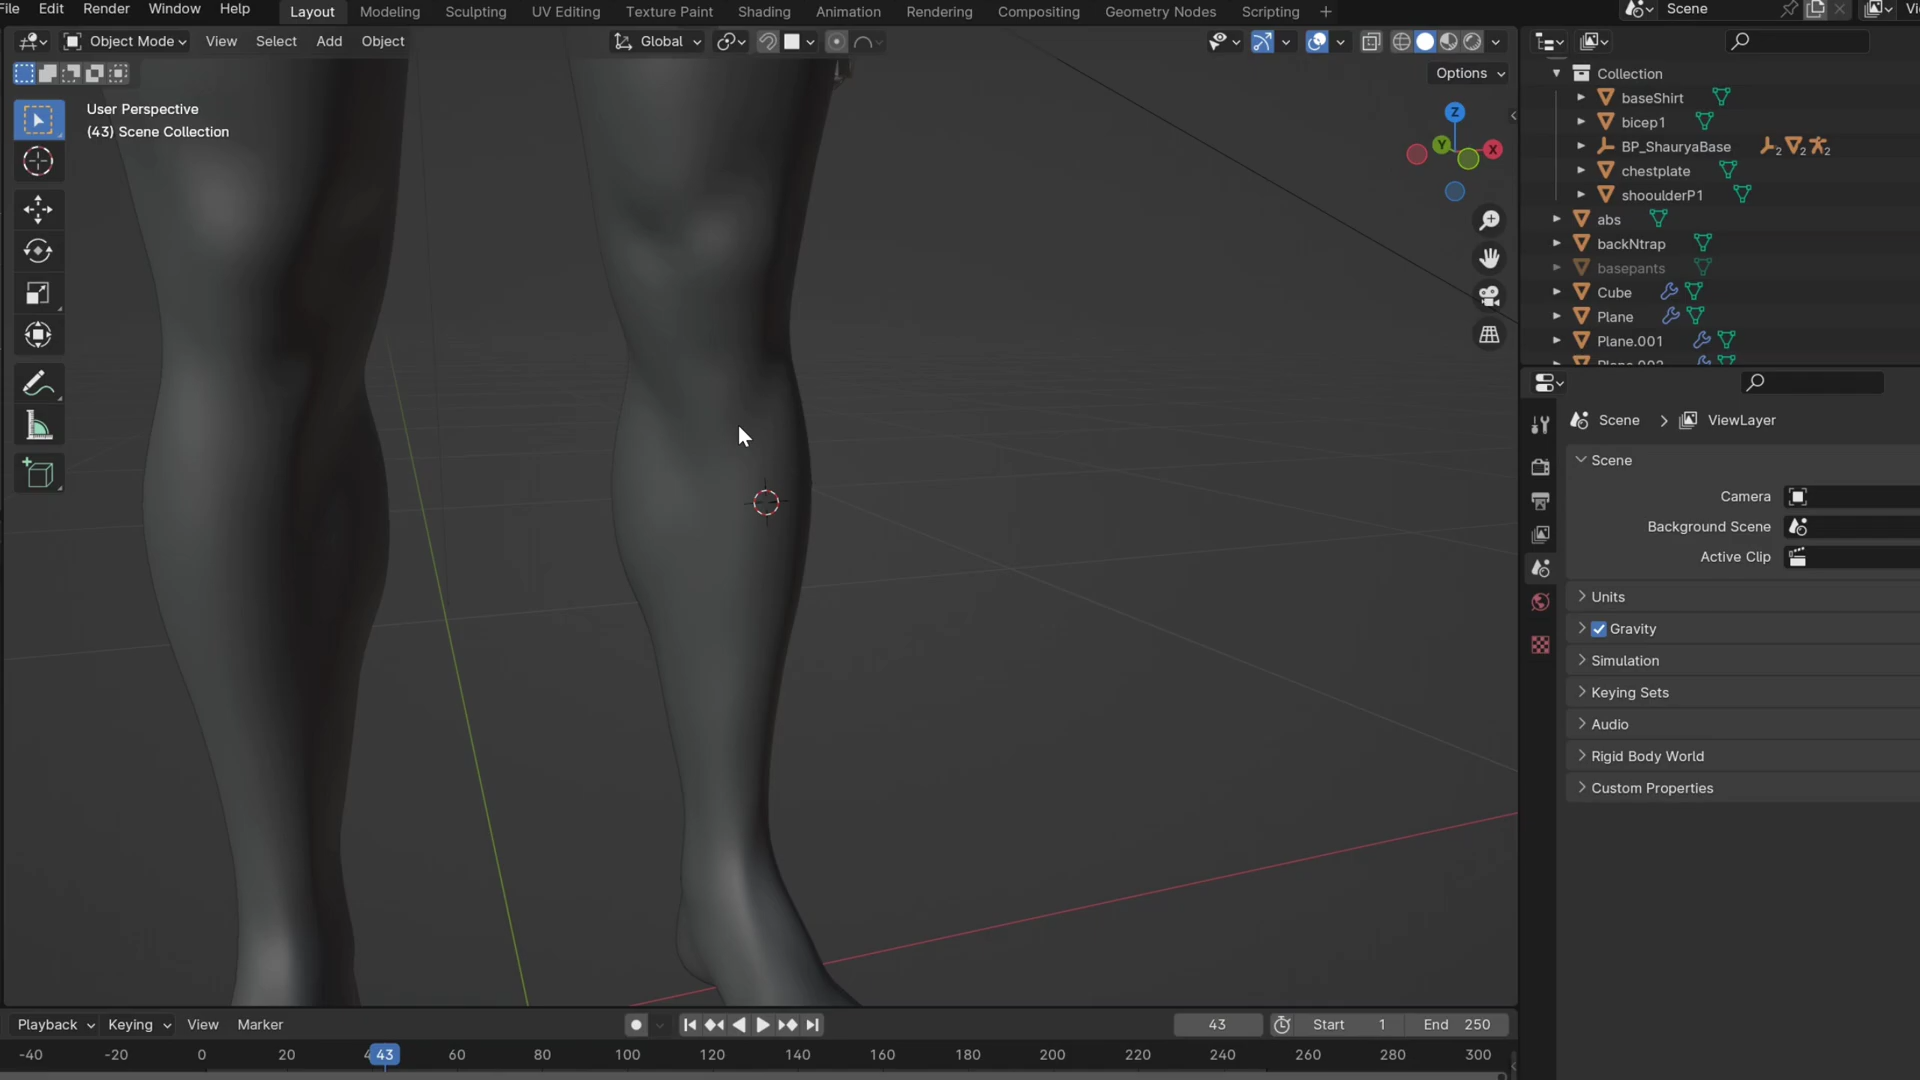 File Edit Render Window Help Layout Modeling Sculpting UV Editing Texture Paint Shading Animation Rendering Compositing Geometry Nodes Scripting + Scene
Object Mode View Select Add Object Global
Options
User Perspective
(43) Scene Collection
Z
Y
X
Collection
baseShirt
bicep1
BP_ShauryaBase 2 2 2
chestplate
shooulderP1
abs
backNtrap
basepants
Cube
Plane
Plane.001
Scene > ViewLayer
Scene
Camera
Background Scene
Active Clip
Units
Gravity
Simulation
Keying Sets
Audio
Rigid Body World
Custom Properties
Playback Keying View Marker 43 Start 1 End 250
-40 -20 0 20 43 60 80 100 120 140 160 180 200 220 240 260 280 300